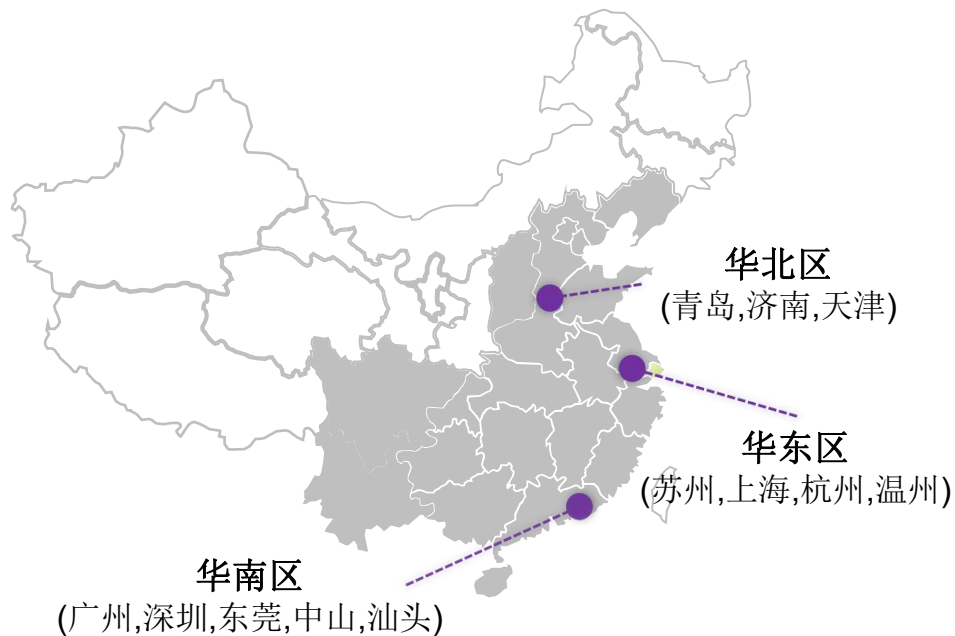 华北区
(青岛,济南,天津)
华东区
(苏州,上海,杭州,温州)
华南区
(广州,深圳,东莞,中山,汕头)